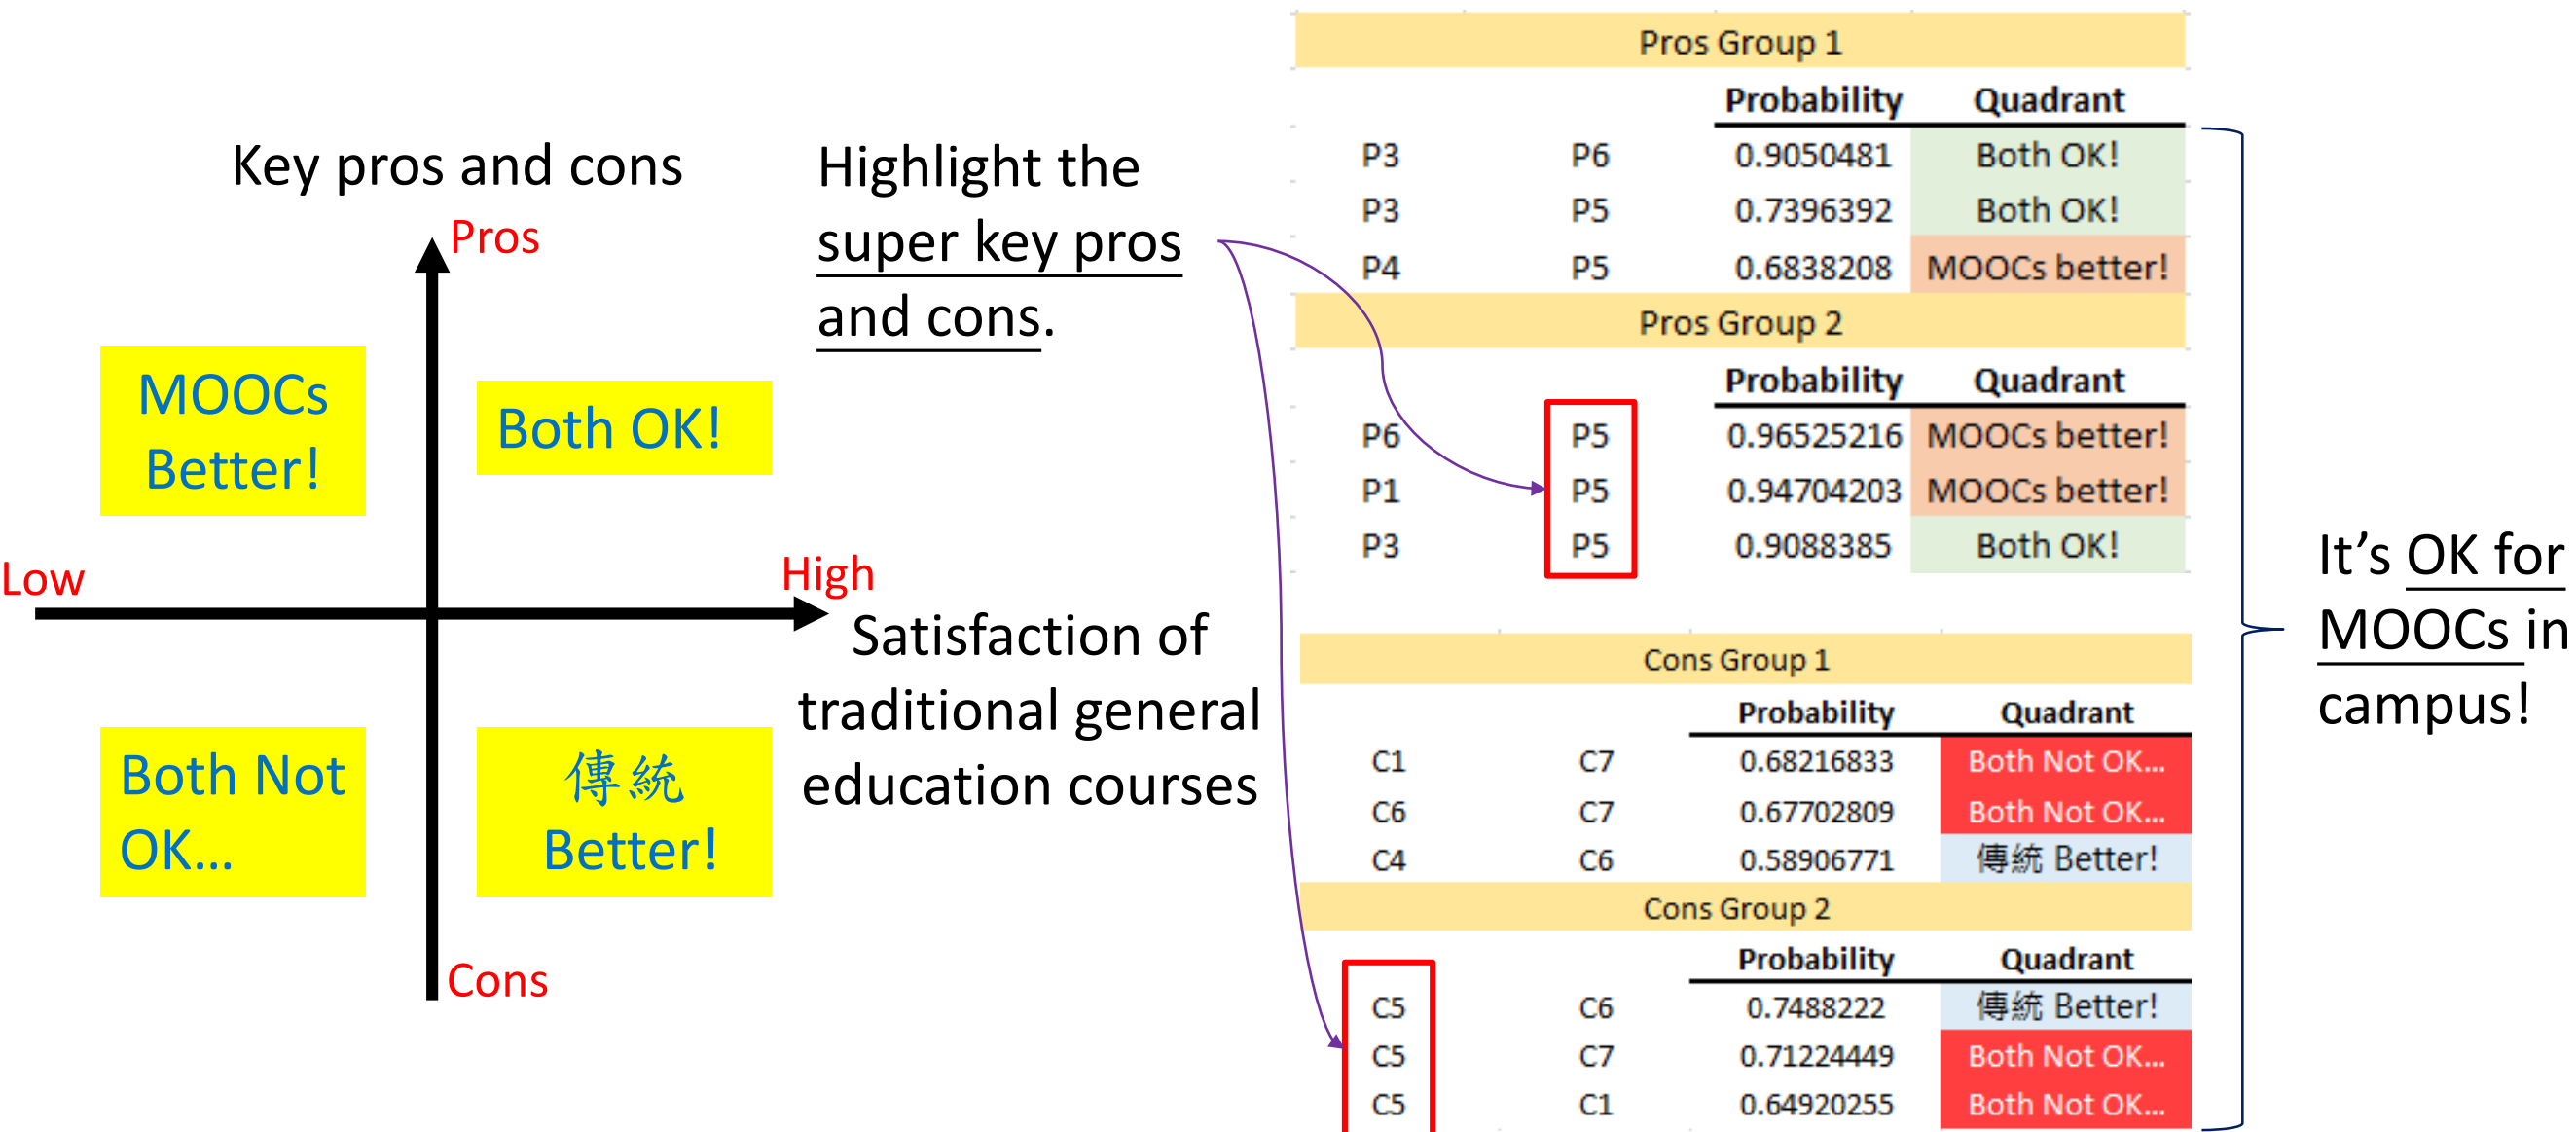 Key pros and cons
Pros
MOOCs
Better!
Both OK!
Low
High
Satisfaction of
traditional general
education courses
Both Not
OK...
傳統
Better!
Cons
Highlight the
super key pros
and cons.
Pros Group 1
Probability Quadrant
P3 P6 0.9050481 Both OK!
P3 P5 0.7396392 Both OK!
P4 P5 0.6838208 MOOCs better!
Pros Group 2
Probability Quadrant
P6 P5 0.96525216 MOOCs better!
P1 P5 0.94704203 MOOCs better!
P3 P5 0.9088385 Both OK!
Cons Group 1
Probability Quadrant
C1 C7 0.68216833 Both Not OK...
C6 C7 0.67702809 Both Not OK...
C4 C6 0.58906771 傳統 Better!
Cons Group 2
Probability Quadrant
C5 C6 0.7488222 傳統 Better!
C5 C7 0.71224449 Both Not OK...
C5 C1 0.64920255 Both Not OK...
It’s OK for
MOOCs in
campus!